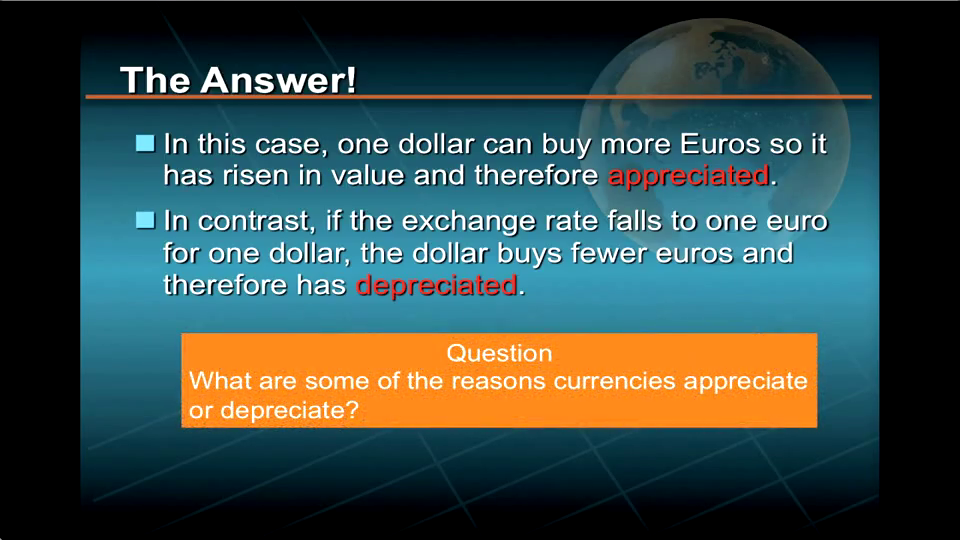 The Answer!
In this case, one dollar can buy more Euros so it
has risen in value and therefore appreciated.
In contrast, if the exchange rate falls to one euro
for one dollar, the dollar buys fewer euros and
therefore has depreciated.
Question
What are some of the reasons currencies appreciate
or depreciate?